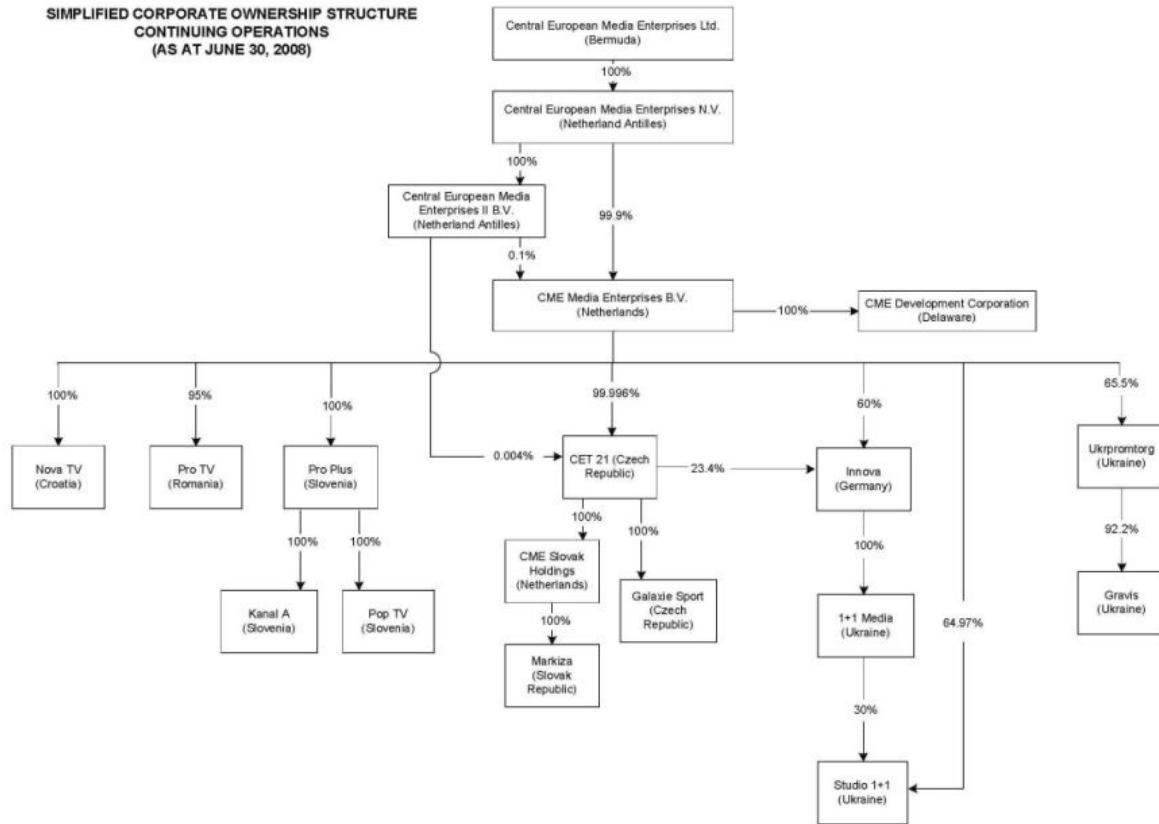 SIMPLIFIED CORPORATE OWNERSHIP STRUCTURE
CONTINUING OPERATIONS
(AS AT JUNE 30, 2008)
Central European Media Enterprises Ltd.
(Bermuda)
100%
Central European Media Enterprises N.V.
(Netherland Antilles)
100%
Central European Media
Enterprises II B.V.
(Netherland Antilles)
99.9%
0.1%
CME Media Enterprises B.V.
(Netherlands)
100%
CME Development Corporation
(Delaware)
100%
95%
100%
99.996%
60%
65.5%
Nova TV
(Croatia)
Pro TV
(Romania)
Pro Plus
(Slovenia)
0.004%
CET 21 (Czech
Republic)
23.4%
Innova
(Germany)
Ukrpromtorg
(Ukraine)
100%
100%
100%
100%
100%
92.2%
Kanal A
(Slovenia)
Pop TV
(Slovenia)
CME Slovak
Holdings
(Netherlands)
Galaxie Sport
(Czech
Republic)
1+1 Media
(Ukraine)
64.97%
Gravis
(Ukraine)
100%
Markiza
(Slovak
Republic)
30%
Studio 1+1
(Ukraine)